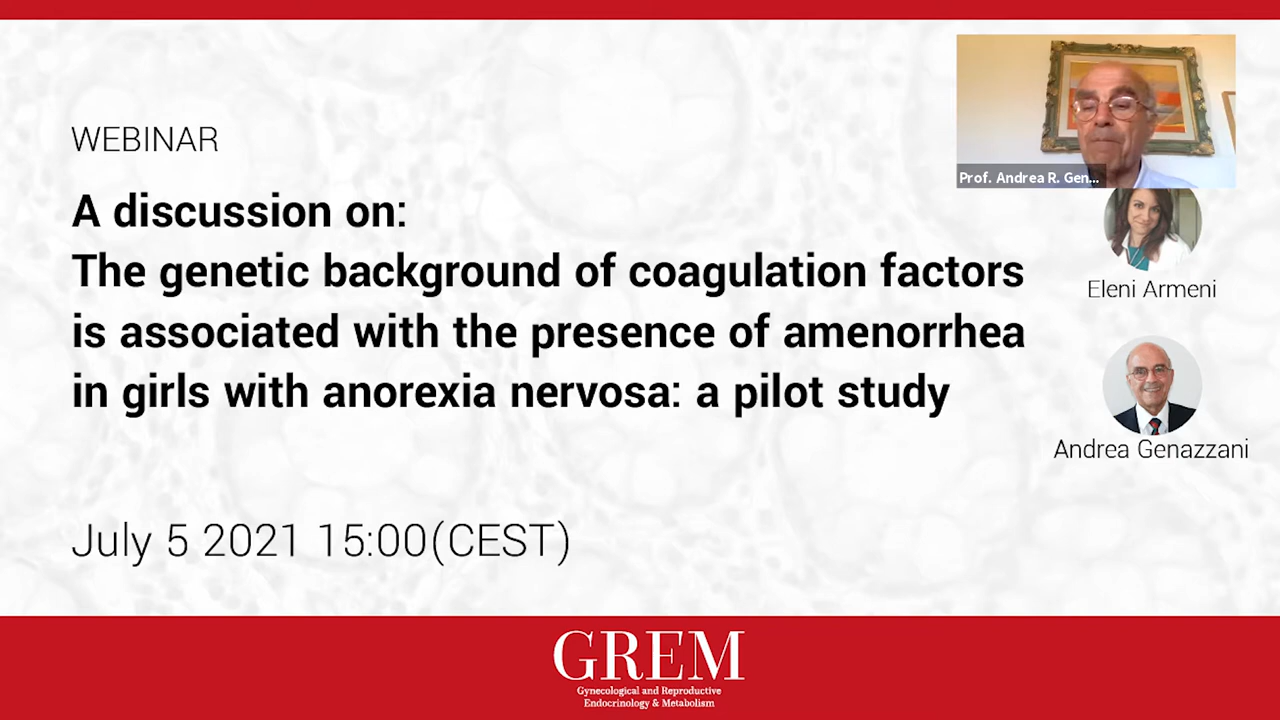 WEBINAR
A discussion on:
The genetic background of coagulation factors
is associated with the presence of amenorrhea
in girls with anorexia nervosa: a pilot study
July 5 2021 15:00(CEST)
Prof. Andrea R. Gen...
Eleni Armeni
Andrea Genazzani
GREM
Gynecological and Reproductive
Endocrinology & Metabolism